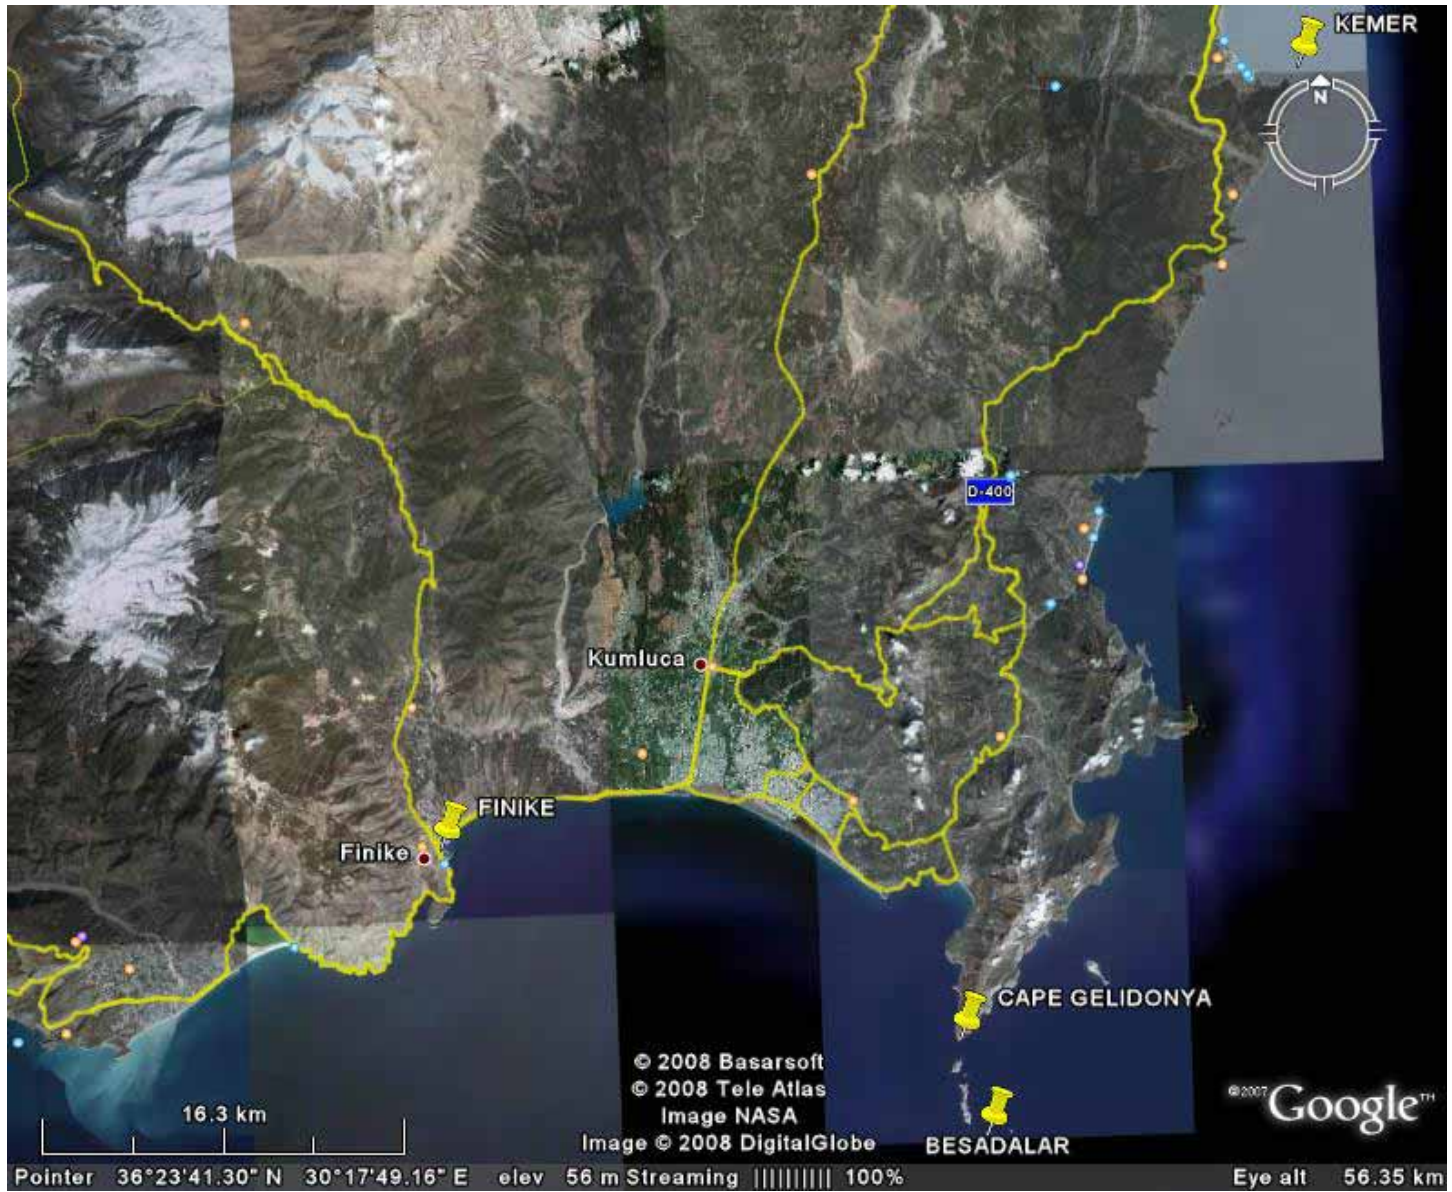 KEMER
N
D-400
Kumluca
FINIKE
Finike
CAPE GELIDONYA
© 2008 Basarsoft
© 2008 Tele Atlas
Image NASA
Image © 2008 DigitalGlobe
©2007 Google™
16.3 km
BESADALAR
Pointer 36°23'41.30" N 30°17'49.16" E elev 56 m Streaming |||||||||| 100% Eye alt 56.35 km